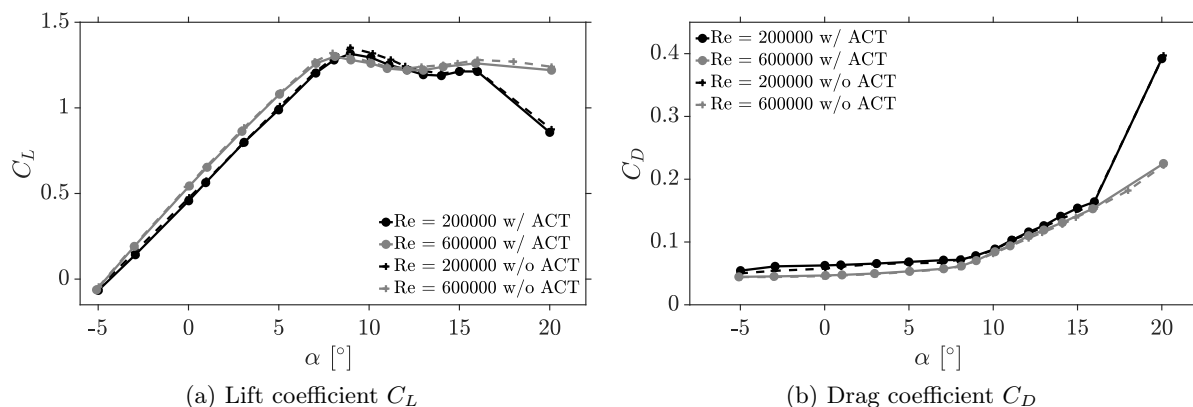 1.5
1
0.5
0
C_L
-5 0 5 10 15 20
α [°]
Re = 200000 w/ ACT
Re = 600000 w/ ACT
Re = 200000 w/o ACT
Re = 600000 w/o ACT
(a) Lift coefficient C_L
0.4
0.3
0.2
0.1
0
C_D
-5 0 5 10 15 20
α [°]
Re = 200000 w/ ACT
Re = 600000 w/ ACT
Re = 200000 w/o ACT
Re = 600000 w/o ACT
(b) Drag coefficient C_D